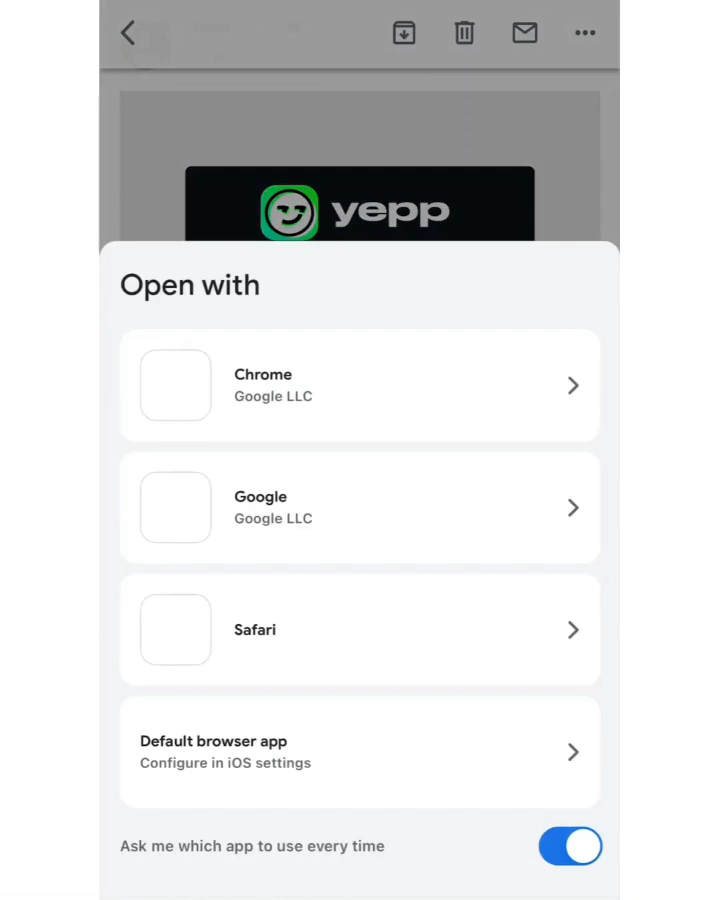 yepp
Open with
Chrome
Google LLC
Google
Google LLC
Safari
Default browser app
Configure in iOS settings
Ask me which app to use every time